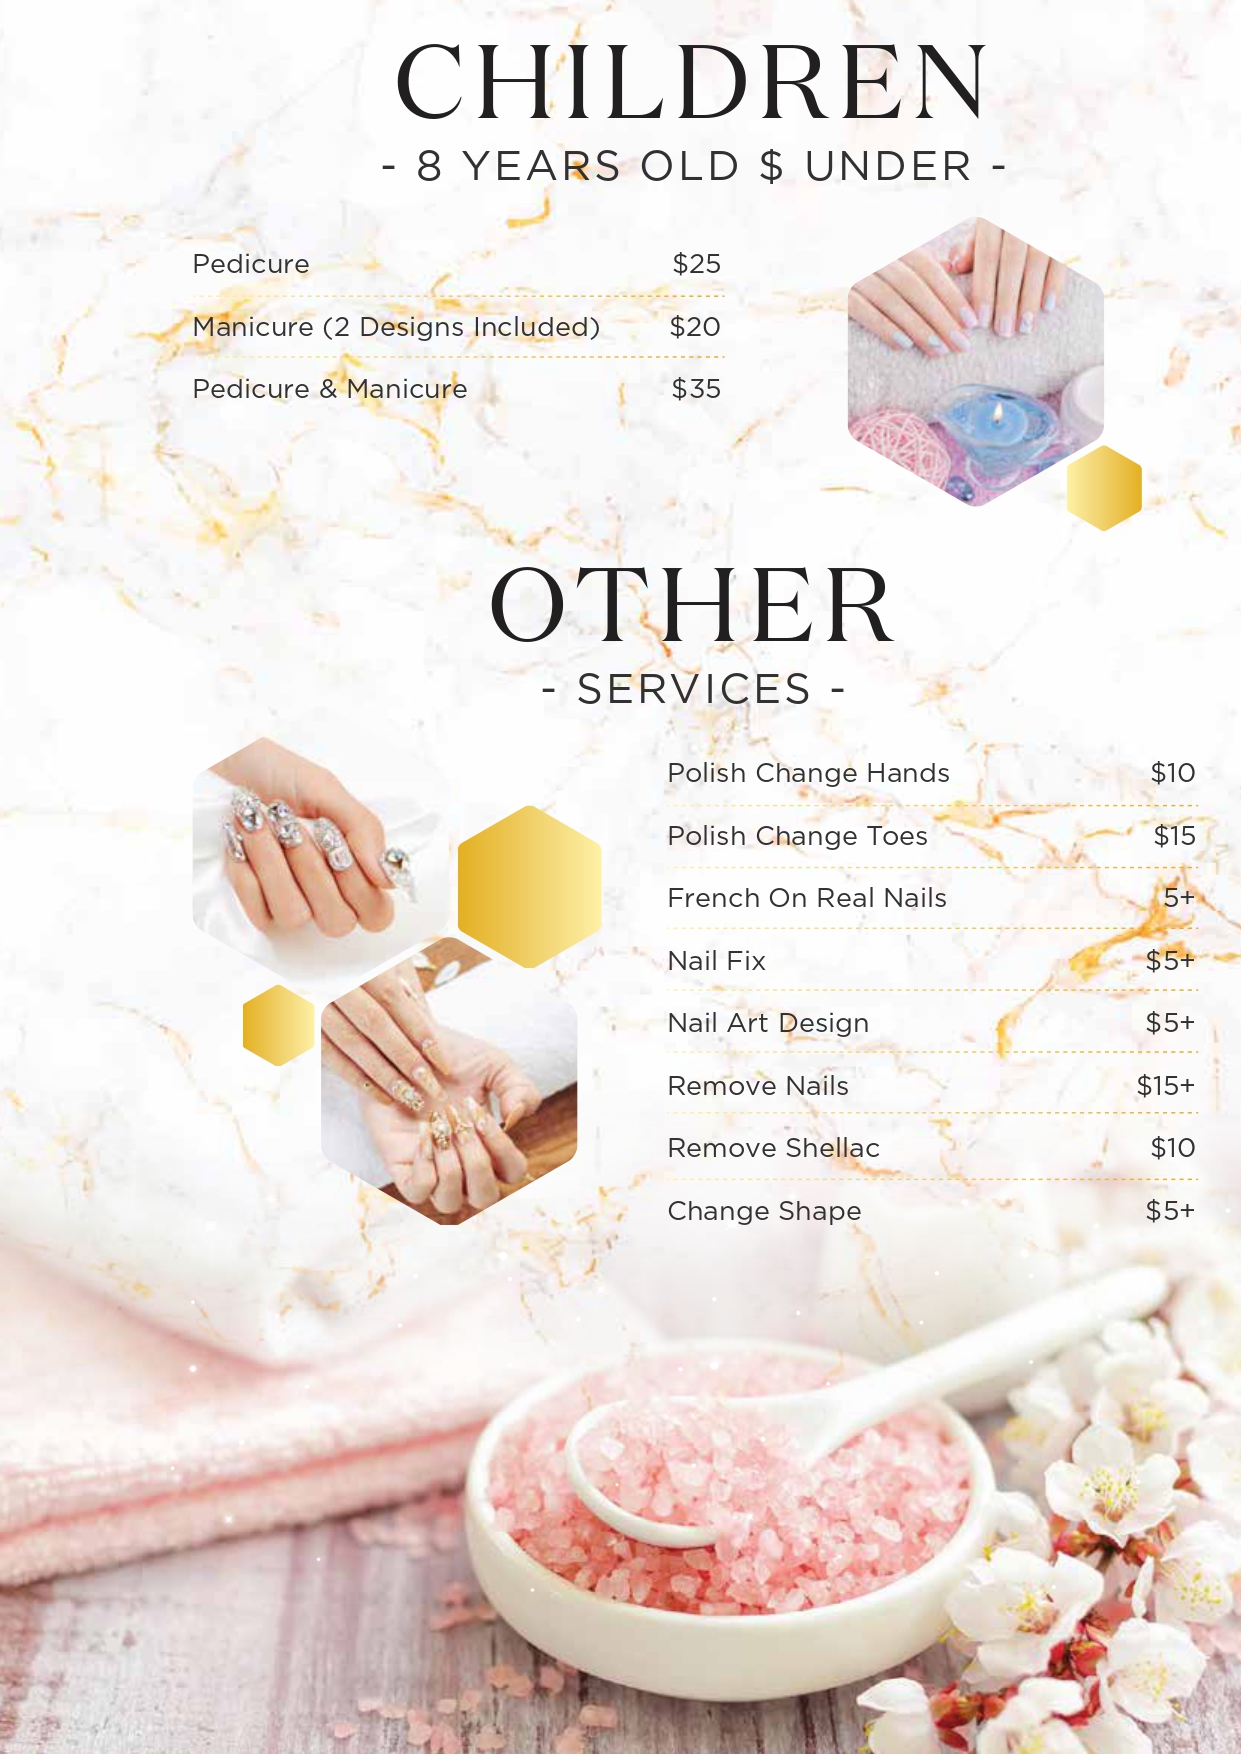 CHILDREN
- 8 YEARS OLD $ UNDER -
Pedicure $25
Manicure (2 Designs Included) $20
Pedicure & Manicure $35
OTHER
- SERVICES -
Polish Change Hands $10
Polish Change Toes $15
French On Real Nails 5+
Nail Fix $5+
Nail Art Design $5+
Remove Nails $15+
Remove Shellac $10
Change Shape $5+